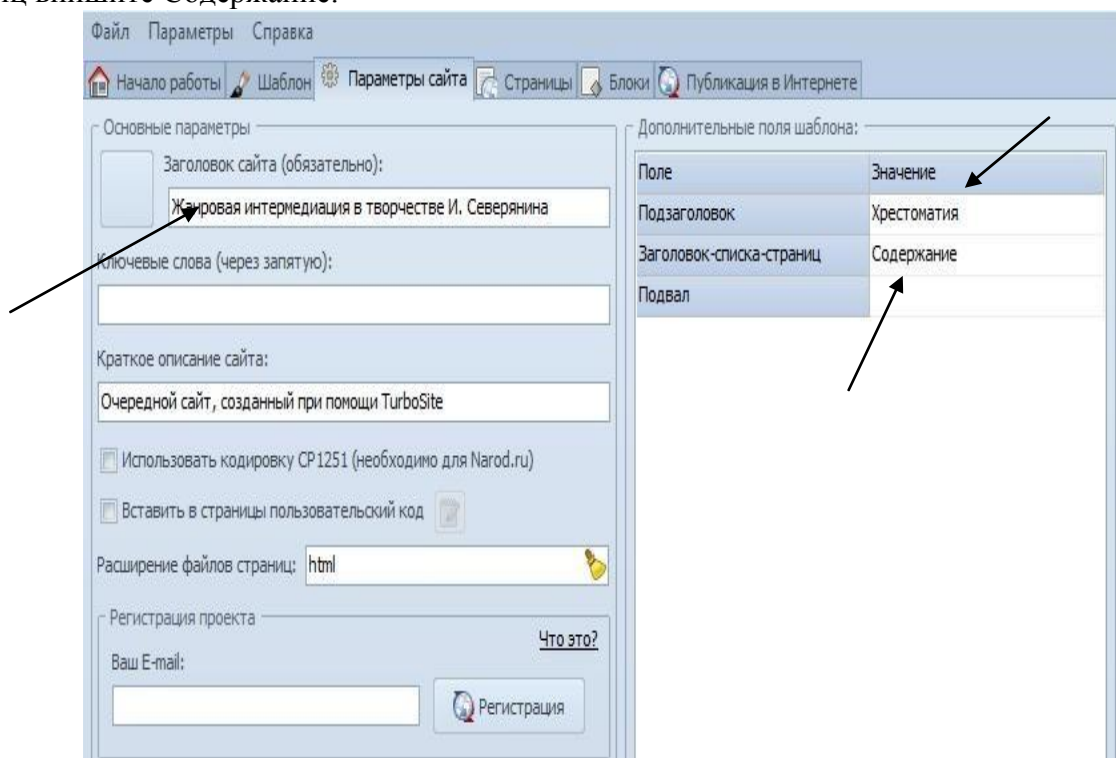 впишите Содержание.
Файл Параметры Справка
Начало работы Шаблон Параметры сайта Страницы Блоки Публикация в Интернете
Основные параметры
Заголовок сайта (обязательно):
Жанровая интермедиация в творчестве И. Северянина
Ключевые слова (через запятую):
Краткое описание сайта:
Очередной сайт, созданный при помощи TurboSite
Использовать кодировку CP1251 (необходимо для Narod.ru)
Вставить в страницы пользовательский код
Расширение файлов страниц: html
Регистрация проекта
Что это?
Ваш E-mail:
Регистрация
Дополнительные поля шаблона:
Поле Значение
Подзаголовок Хрестоматия
Заголовок-списка-страниц Содержание
Подвал